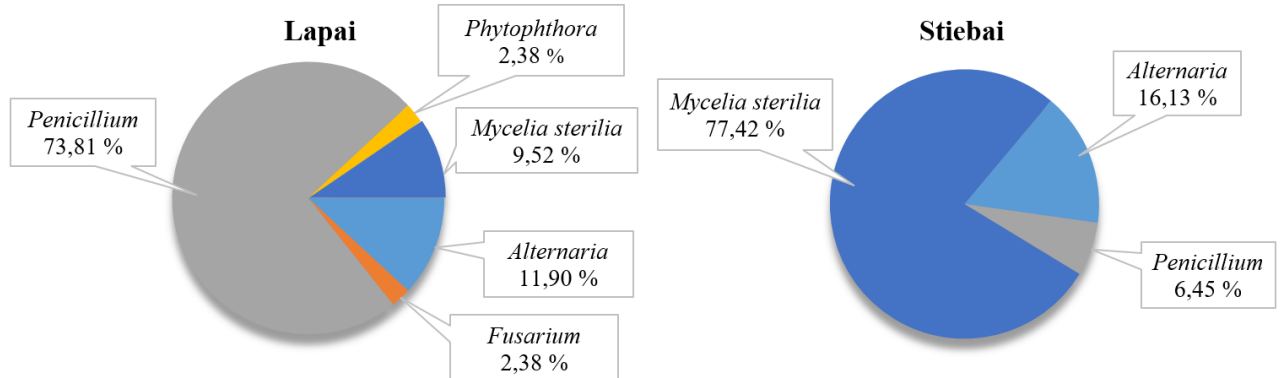 Lapai
Phytophthora
2,38 %
Penicillium
73,81 %
Mycelia sterilia
9,52 %
Alternaria
11,90 %
Fusarium
2,38 %
Stiebai
Alternaria
16,13 %
Mycelia sterilia
77,42 %
Penicillium
6,45 %